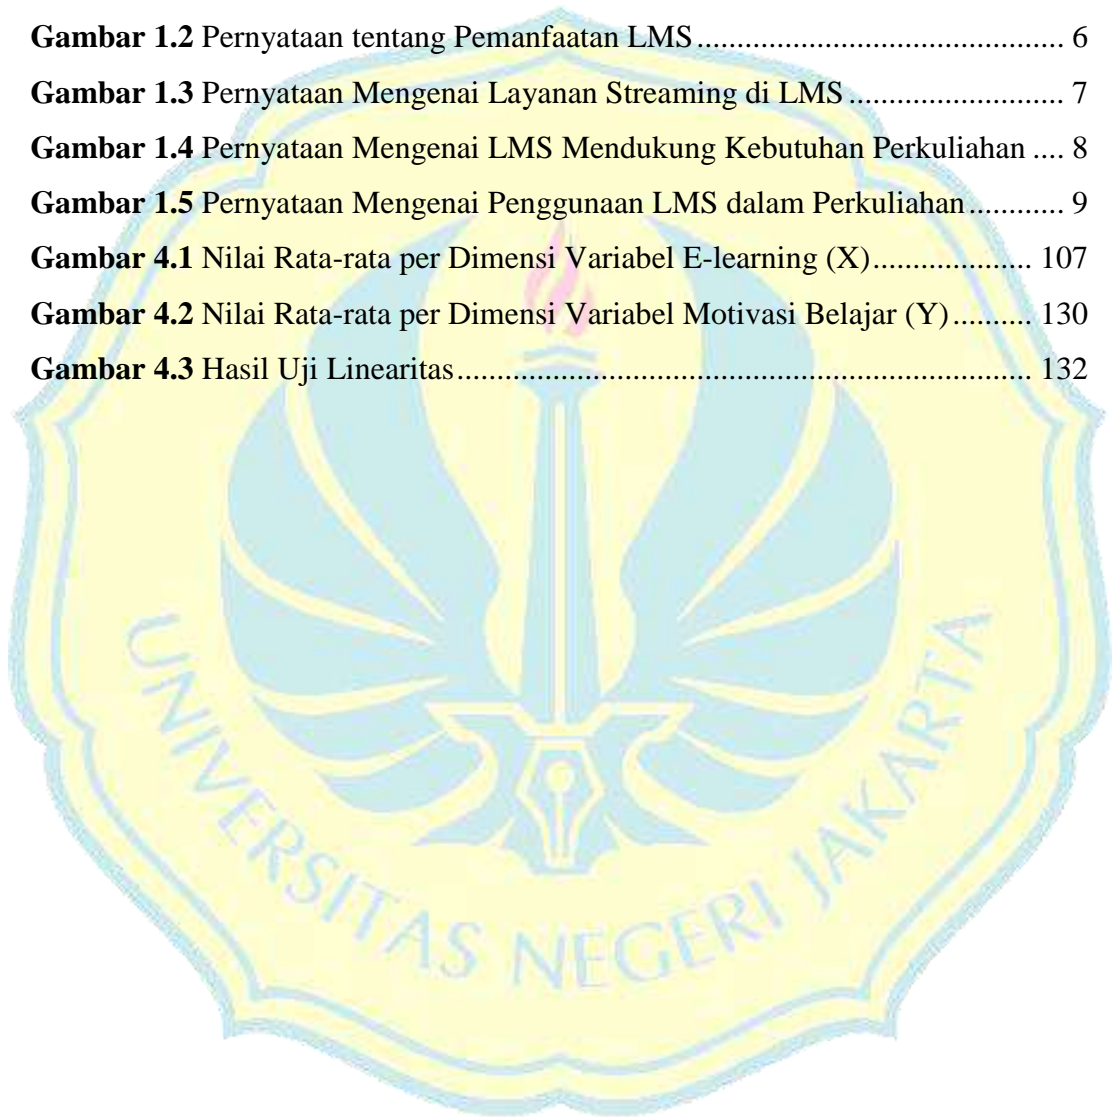 Gambar 1.2 Pernyataan tentang Pemanfaatan LMS.............................................. 6
Gambar 1.3 Pernyataan Mengenai Layanan Streaming di LMS........................... 7
Gambar 1.4 Pernyataan Mengenai LMS Mendukung Kebutuhan Perkuliahan .... 8
Gambar 1.5 Pernyataan Mengenai Penggunaan LMS dalam Perkuliahan............ 9
Gambar 4.1 Nilai Rata-rata per Dimensi Variabel E-learning (X).................... 107
Gambar 4.2 Nilai Rata-rata per Dimensi Variabel Motivasi Belajar (Y).......... 130
Gambar 4.3 Hasil Uji Linearitas......................................................................... 132
UNIVERSITAS NEGERI JAKARTA